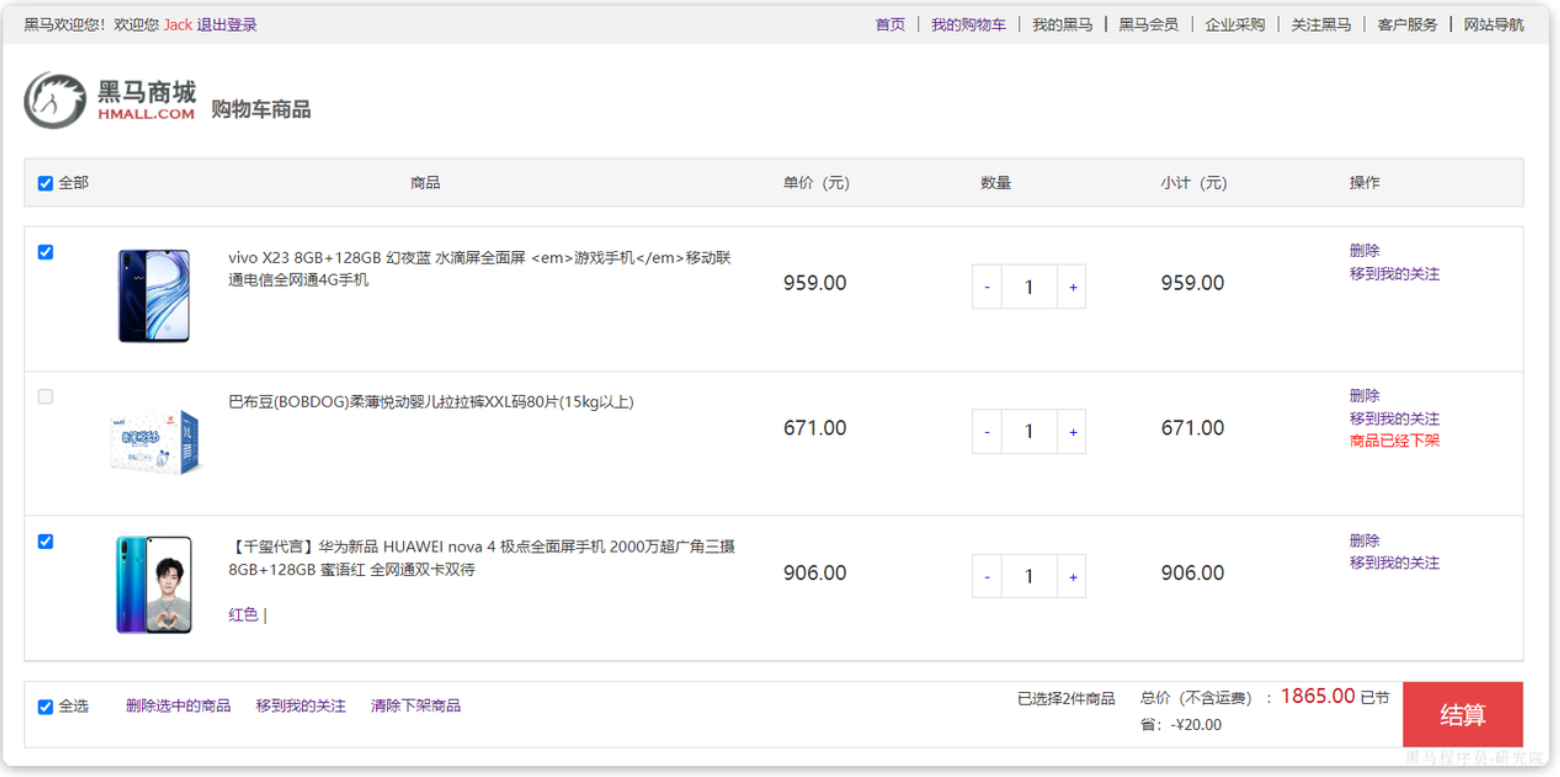 黑马欢迎您！欢迎您 Jack 退出登录
首页 | 我的购物车 | 我的黑马 | 黑马会员 | 企业采购 | 关注黑马 | 客户服务 | 网站导航
黑马商城
HMALL.COM
购物车商品
全部 商品 单价（元） 数量 小计（元） 操作
vivo X23 8GB+128GB 幻夜蓝 水滴屏全面屏 <em>游戏手机</em>移动联
通电信全网通4G手机
959.00 - 1 + 959.00
删除
移到我的关注
巴布豆(BOBDOG)柔薄悦动婴儿拉拉裤XXL码80片(15kg以上)
671.00 - 1 + 671.00
删除
移到我的关注
商品已经下架
【千玺代言】华为新品 HUAWEI nova 4 极点全面屏手机 2000万超广角三摄
8GB+128GB 蜜语红 全网通双卡双待
红色 |
906.00 - 1 + 906.00
删除
移到我的关注
全选 删除选中的商品 移到我的关注 清除下架商品
已选择2件商品 总价（不含运费）：1865.00 已节
省：-¥20.00
结算
黑马程序员-研究院